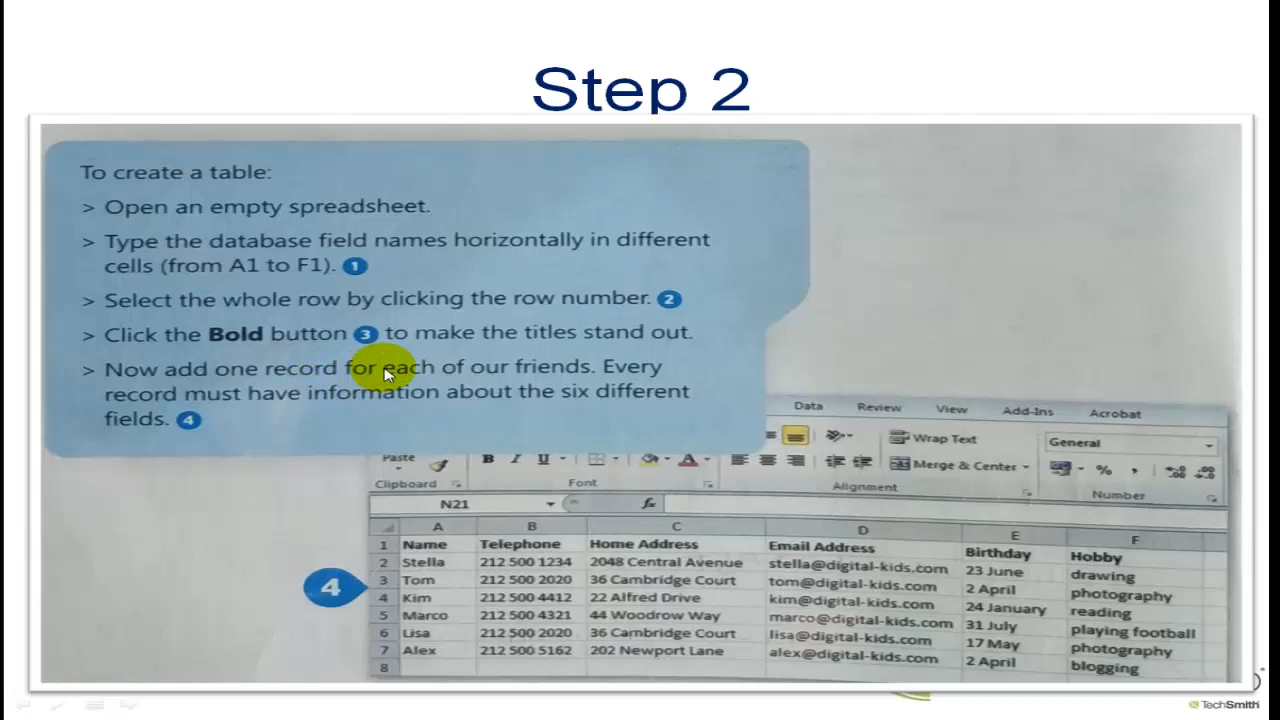 Step 2
To create a table:
> Open an empty spreadsheet.
> Type the database field names horizontally in different
cells (from A1 to F1). 1
> Select the whole row by clicking the row number. 2
> Click the Bold button 3 to make the titles stand out.
> Now add one record for each of our friends. Every
record must have information about the six different
fields. 4
Data Review View Add-Ins Acrobat
Paste B I U A Wrap Text General
Merge & Center % ,
Clipboard Font Alignment Number
N21 fx
A B C D E F
1 Name Telephone Home Address Email Address Birthday Hobby
2 Stella 212 500 1234 2048 Central Avenue stella@digital-kids.com 23 June drawing
3 Tom 212 500 2020 36 Cambridge Court tom@digital-kids.com 2 April photography
4 Kim 212 500 4412 22 Alfred Drive kim@digital-kids.com 24 January reading
5 Marco 212 500 4321 44 Woodrow Way marco@digital-kids.com 31 July playing football
6 Lisa 212 500 2020 36 Cambridge Court lisa@digital-kids.com 17 May photography
7 Alex 212 500 5162 202 Newport Lane alex@digital-kids.com 2 April blogging
8
4
TechSmith